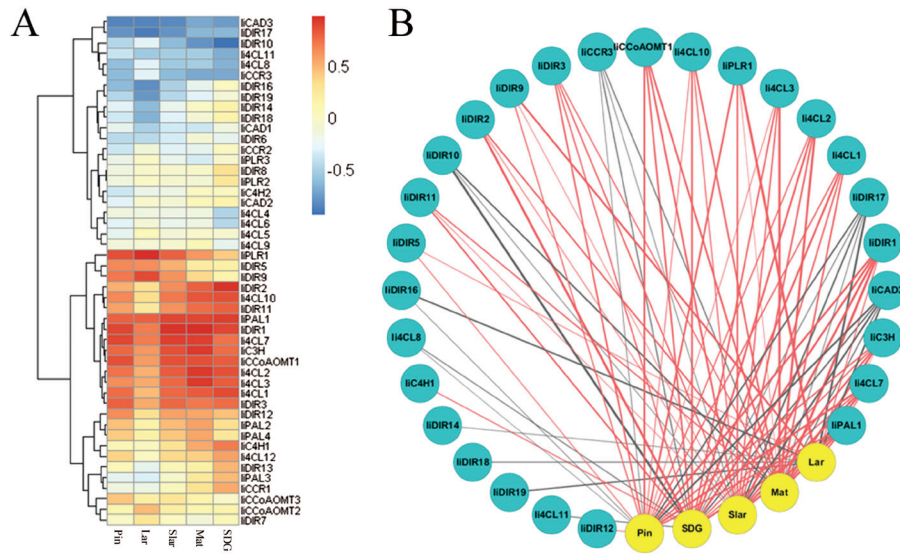 A
IiCAD3
IiDIR17
IiDIR10
Ii4CL11
Ii4CL8
IiCCR3
IiDIR16
IiDIR19
IiDIR14
IiDIR18
IiCAD1
IiDIR6
IiCCR2
IiPLR3
IiDIR8
IiPLR2
IiC4H2
IiCAD2
Ii4CL4
Ii4CL6
Ii4CL5
Ii4CL9
IiPLR1
IiDIR5
IiDIR9
IiDIR2
Ii4CL10
IiDIR11
IiPAL1
IiDIR1
Ii4CL7
IiC3H
IiCCoAOMT1
Ii4CL2
Ii4CL3
Ii4CL1
IiDIR3
IiDIR12
IiPAL2
IiPAL4
IiC4H1
Ii4CL12
IiDIR13
IiPAL3
IiCCR1
IiCCoAOMT3
IiCCoAOMT2
IiDIR7
Pin Lar Slar Mat SDG
0.5
0
-0.5
B
IiCCoAOMT1
Ii4CL10
IiPLR1
Ii4CL3
Ii4CL2
Ii4CL1
IiDIR17
IiDIR1
IiCAD3
IiC3H
Ii4CL7
IiPAL1
Lar
Mat
Slar
SDG
Pin
IiDIR12
Ii4CL11
IiDIR19
IiDIR18
IiDIR14
IiC4H1
Ii4CL8
IiDIR16
IiDIR5
IiDIR11
IiDIR10
IiDIR2
IiDIR9
IiDIR3
IiCCR3